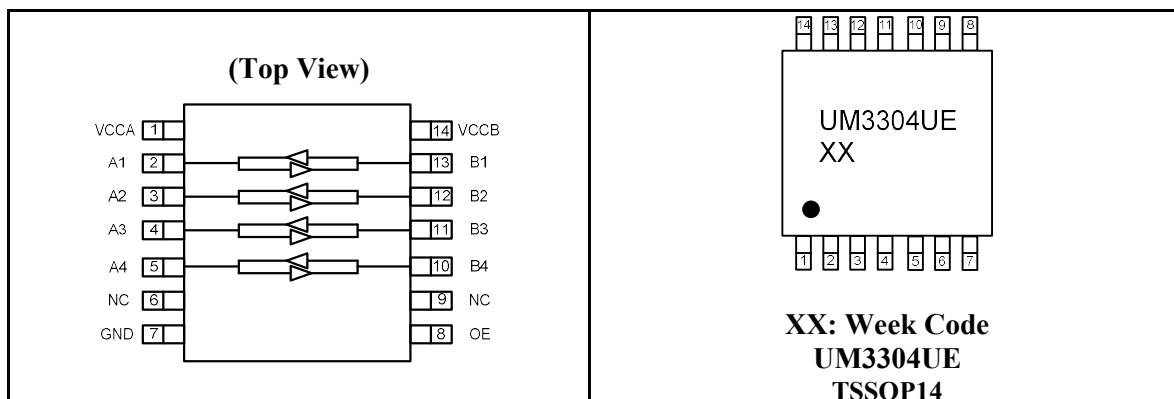 (Top View)
VCCA 1 14 VCCB
A1 2 13 B1
A2 3 12 B2
A3 4 11 B3
A4 5 10 B4
NC 6 9 NC
GND 7 8 OE
14 13 12 11 10 9 8
UM3304UE
XX
1 2 3 4 5 6 7
XX: Week Code
UM3304UE
TSSOP14